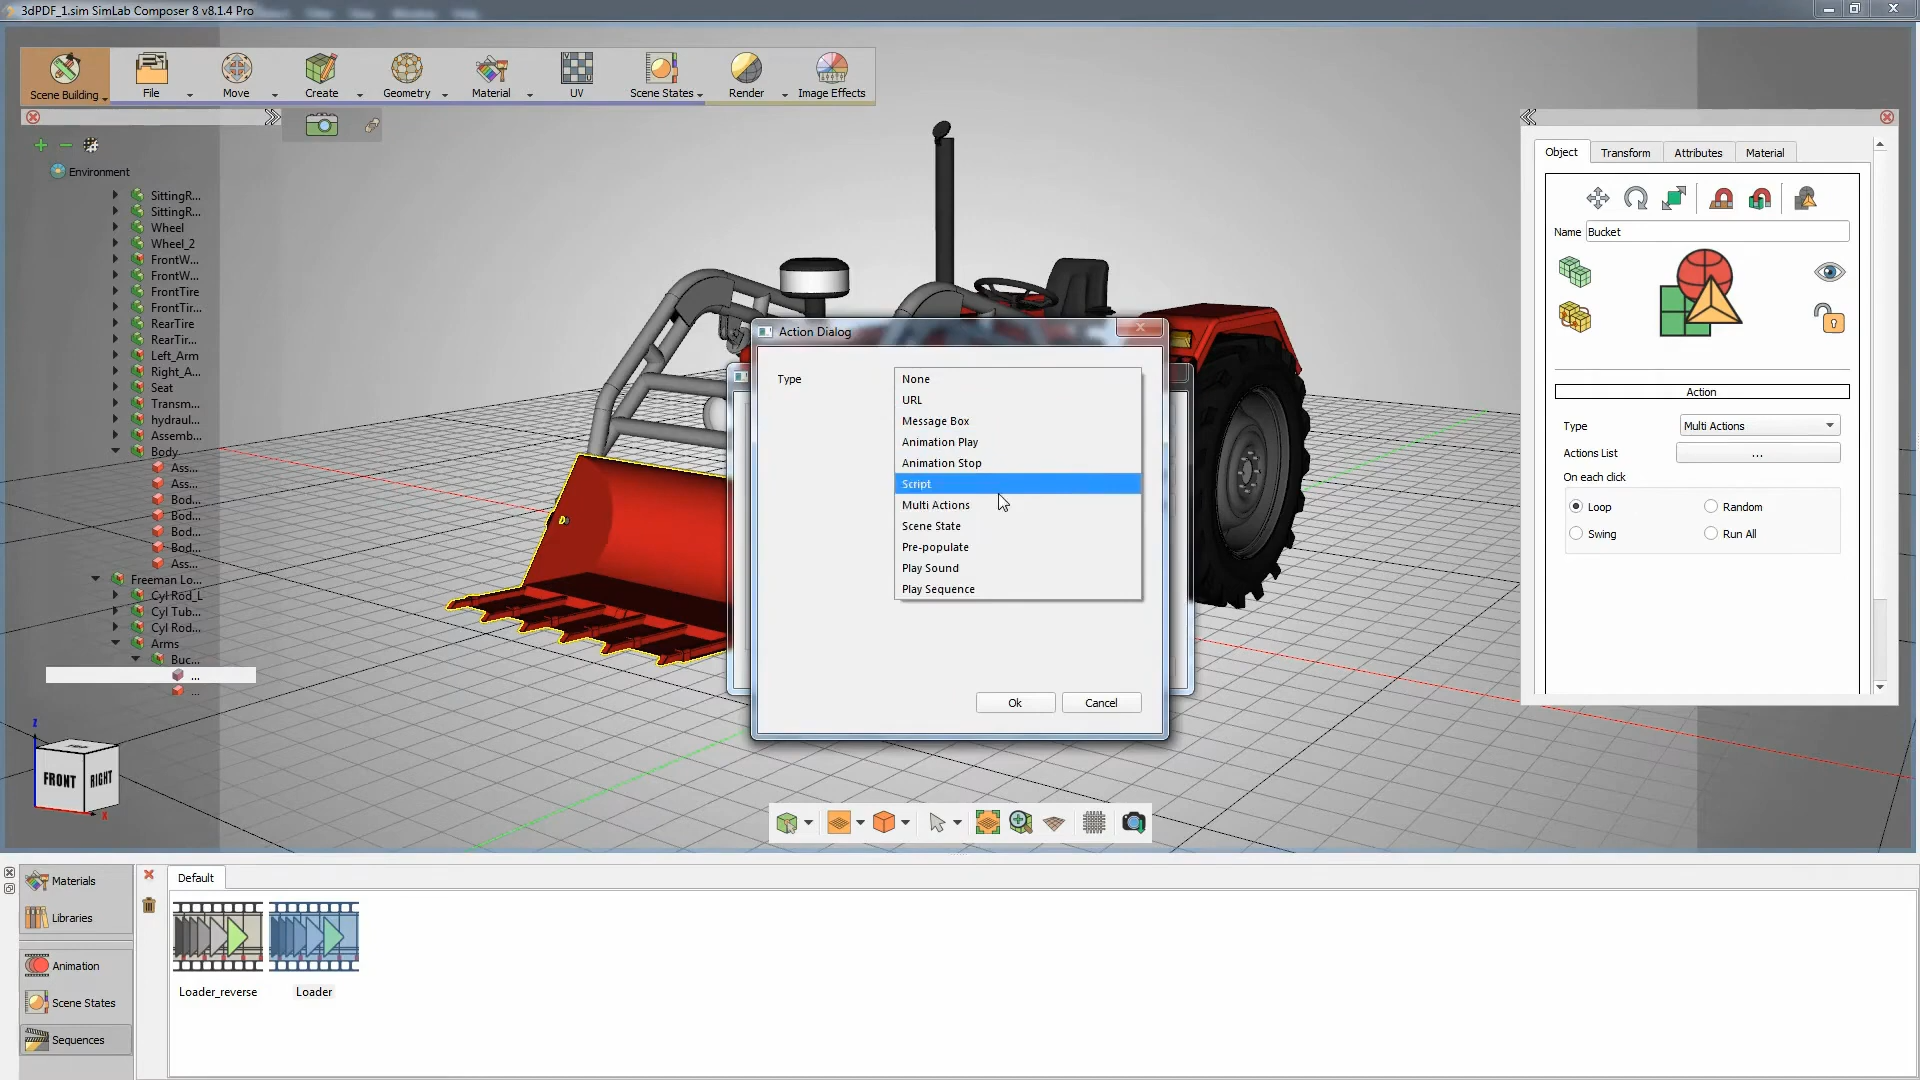 3dPDF_1.sim SimLab Composer 8 v8.1.4 Pro
Scene Building
File
Move
Create
Geometry
Material
UV
Scene States
Render
Image Effects
Environment
SittingR...
SittingR...
Wheel
Wheel_2
FrontW...
FrontW...
FrontTire
FrontTir...
RearTire
RearTir...
Left_Arm
Right_A...
Seat
Transm...
hydraul...
Assemb...
Body
Ass...
Ass...
Bod...
Bod...
Bod...
Bod...
Ass...
Freeman Lo...
Cyl Rod_L
Cyl Tub...
Cyl Rod...
Arms
Buc...
...
...
Z
FRONT
RIGHT
X
Action Dialog
Type
None
URL
Message Box
Animation Play
Animation Stop
Script
Multi Actions
Scene State
Pre-populate
Play Sound
Play Sequence
Ok
Cancel
Object
Transform
Attributes
Material
Name
Bucket
Action
Type
Multi Actions
Actions List
...
On each click
Loop
Random
Swing
Run All
Materials
Libraries
Animation
Scene States
Sequences
Default
Loader_reverse
Loader